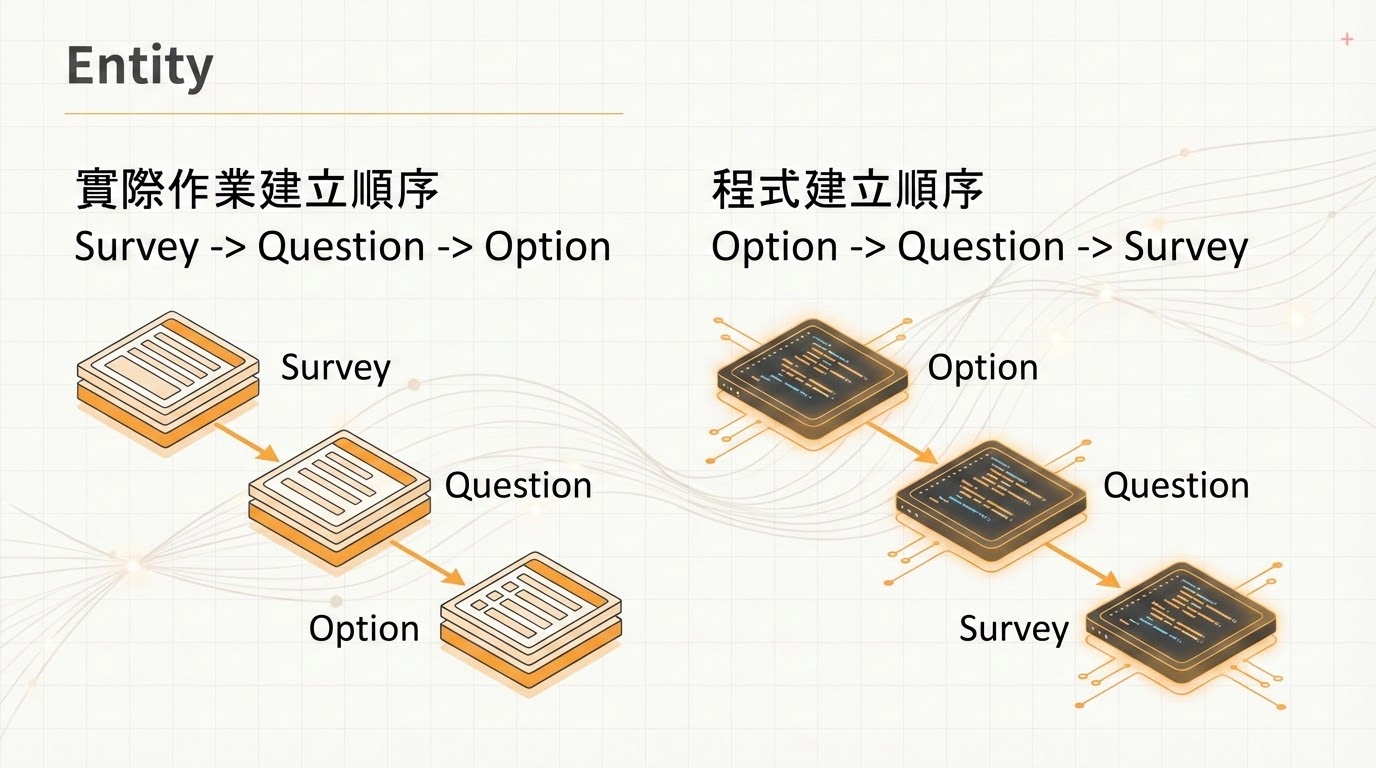 Entity
實際作業建立順序
Survey -> Question -> Option
Survey
Question
Option
程式建立順序
Option -> Question -> Survey
Option
Question
Survey